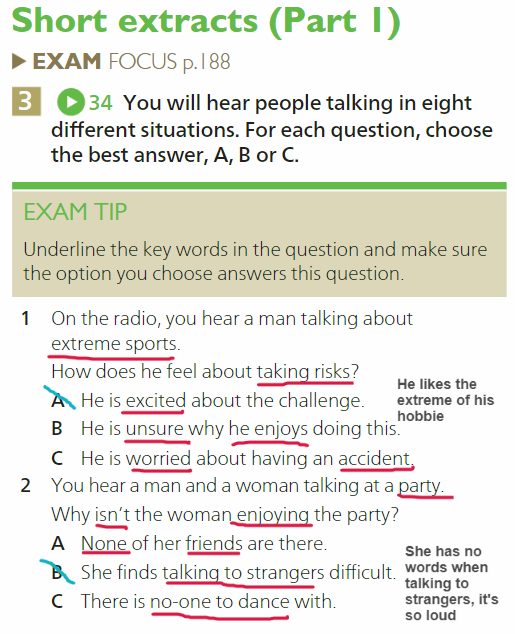 Short extracts (Part 1)
▶ EXAM FOCUS p.188
3 34 You will hear people talking in eight
different situations. For each question, choose
the best answer, A, B or C.
EXAM TIP
Underline the key words in the question and make sure
the option you choose answers this question.
1 On the radio, you hear a man talking about
extreme sports.
How does he feel about taking risks?
A He is excited about the challenge.
B He is unsure why he enjoys doing this.
C He is worried about having an accident.
He likes the
extreme of his
hobbie
2 You hear a man and a woman talking at a party.
Why isn't the woman enjoying the party?
A None of her friends are there.
B She finds talking to strangers difficult.
C There is no-one to dance with.
She has no
words when
talking to
strangers, it's
so loud